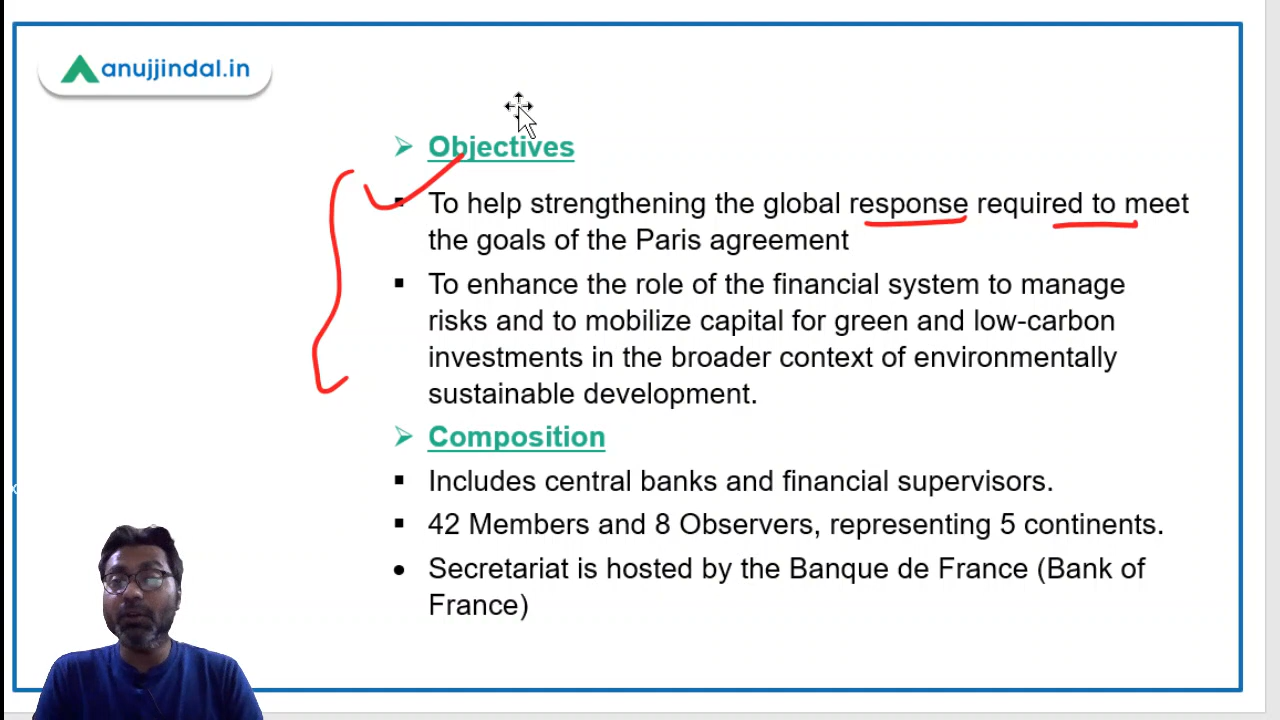 anujjindal.in
➢ Objectives
▪ To help strengthening the global response required to meet
the goals of the Paris agreement
▪ To enhance the role of the financial system to manage
risks and to mobilize capital for green and low-carbon
investments in the broader context of environmentally
sustainable development.
➢ Composition
▪ Includes central banks and financial supervisors.
▪ 42 Members and 8 Observers, representing 5 continents.
• Secretariat is hosted by the Banque de France (Bank of
France)